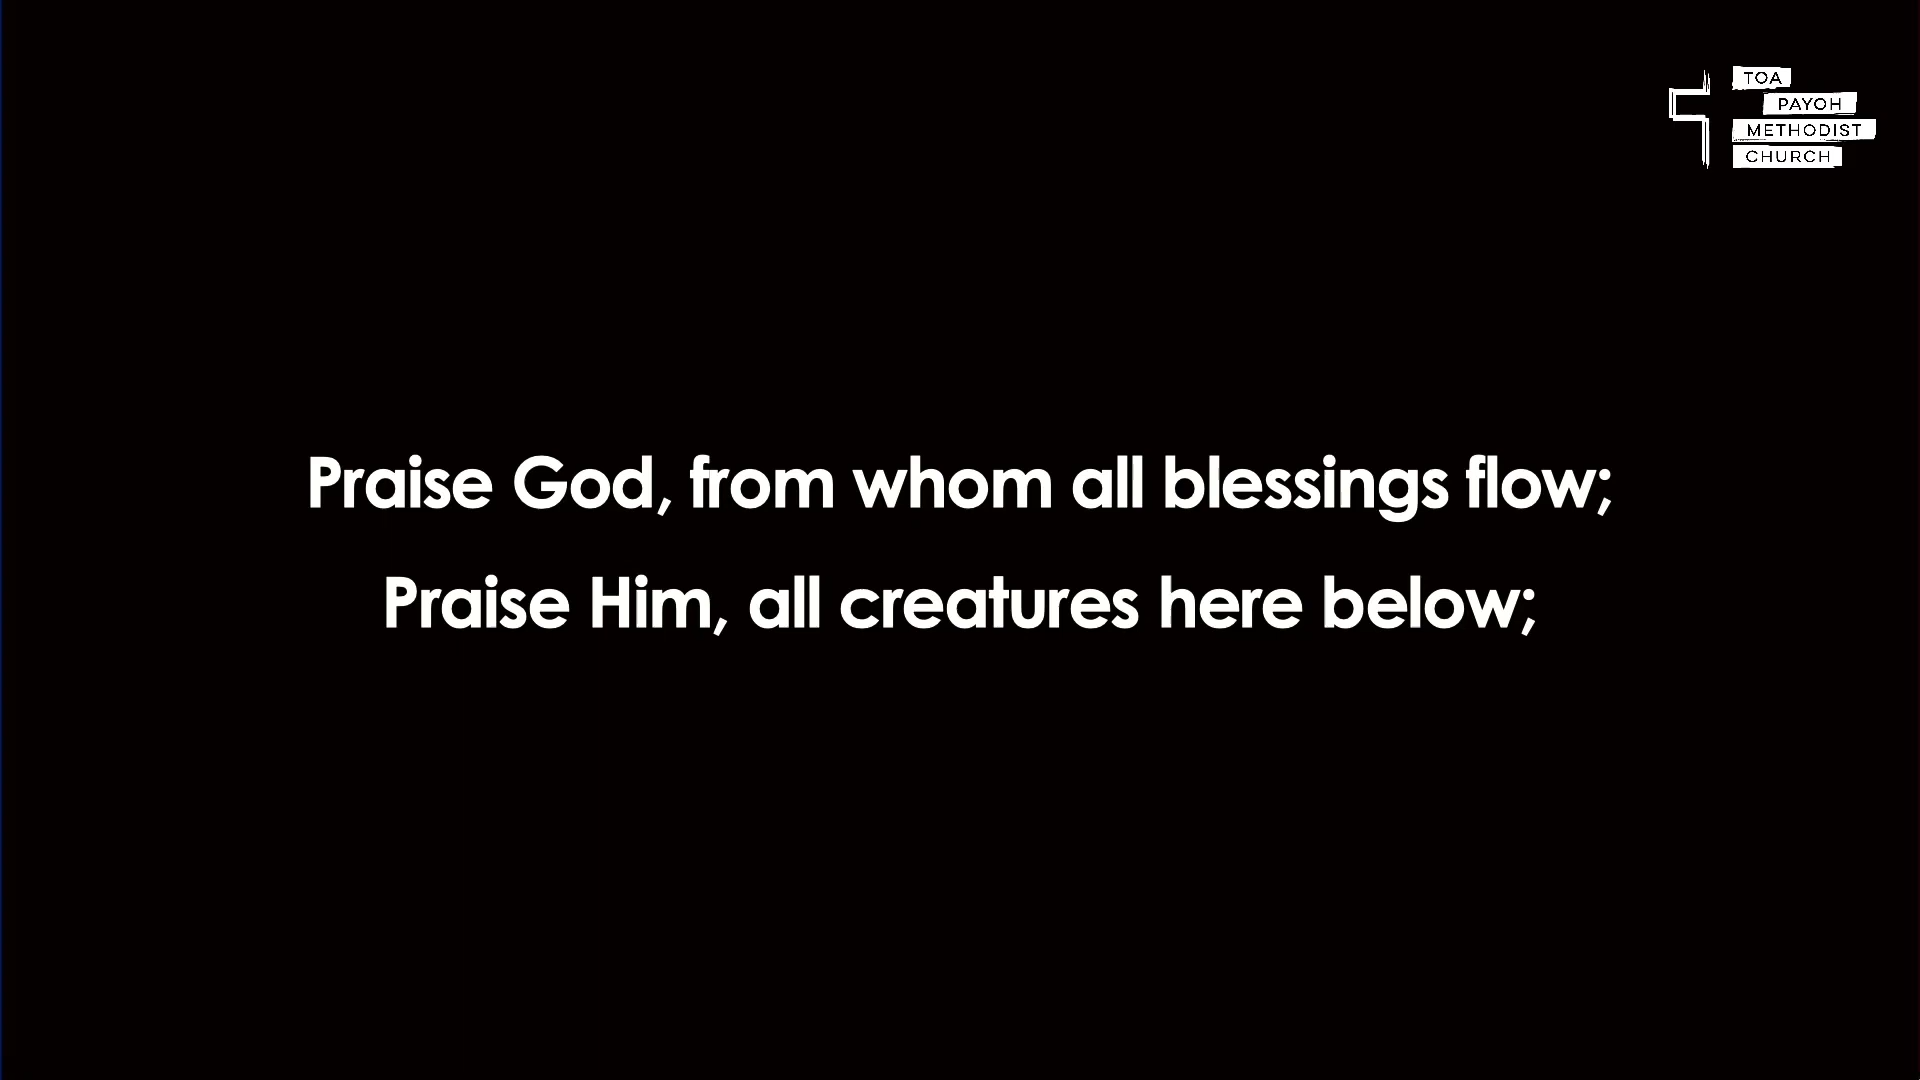 TOA
PAYOH
METHODIST
CHURCH
Praise God, from whom all blessings flow;
Praise Him, all creatures here below;